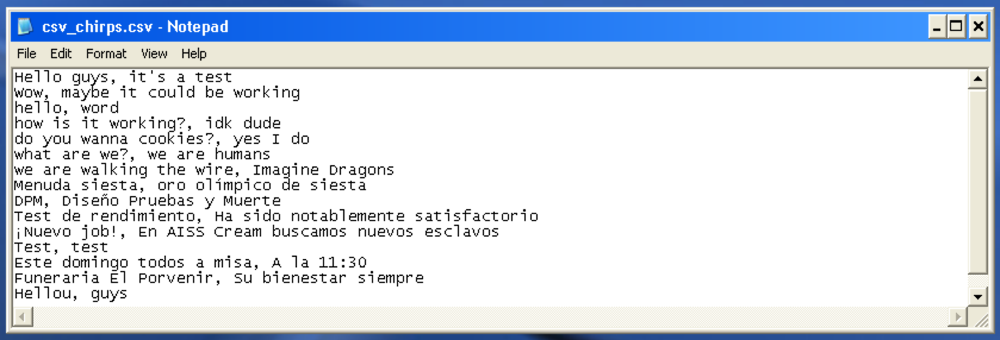 csv_chirps.csv - Notepad
File Edit Format View Help
Hello guys, it's a test
Wow, maybe it could be working
hello, word
how is it working?, idk dude
do you wanna cookies?, yes I do
what are we?, we are humans
we are walking the wire, Imagine Dragons
Menuda siesta, oro olímpico de siesta
DPM, Diseño Pruebas y Muerte
Test de rendimiento, Ha sido notablemente satisfactorio
¡Nuevo job!, En AISS Cream buscamos nuevos esclavos
Test, test
Este domingo todos a misa, A la 11:30
Funeraria El Porvenir, Su bienestar siempre
Hellou, guys